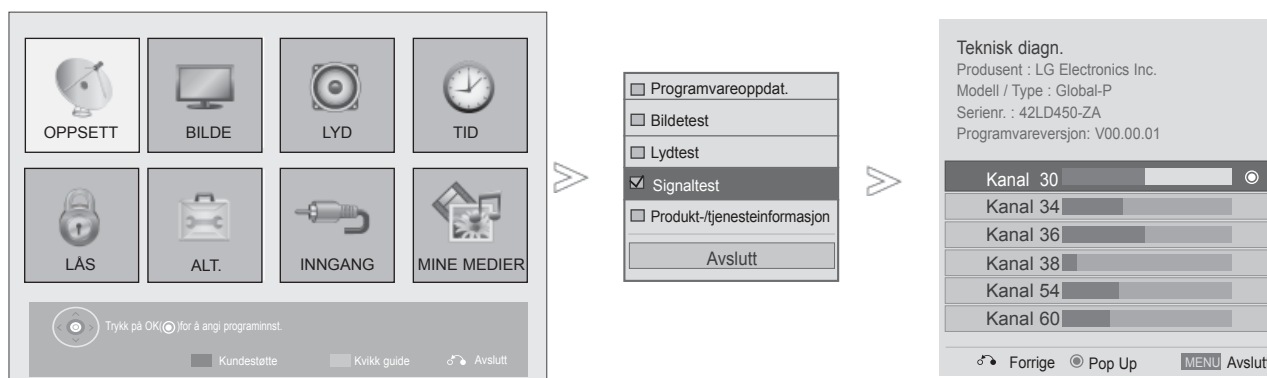 OPPSETT BILDE LYD TID
LÅS ALT. INNGANG MINE MEDIER
Trykk på OK(◉)for å angi programinnst.
Kundestøtte Kvikk guide Avslutt
Programvareoppdat.
Bildetest
Lydtest
Signaltest
Produkt-/tjenesteinformasjon
Avslutt
Teknisk diagn.
Produsent : LG Electronics Inc.
Modell / Type : Global-P
Serienr. : 42LD450-ZA
Programvareversjon: V00.00.01
Kanal 30
Kanal 34
Kanal 36
Kanal 38
Kanal 54
Kanal 60
Forrige Pop Up MENU Avslutt